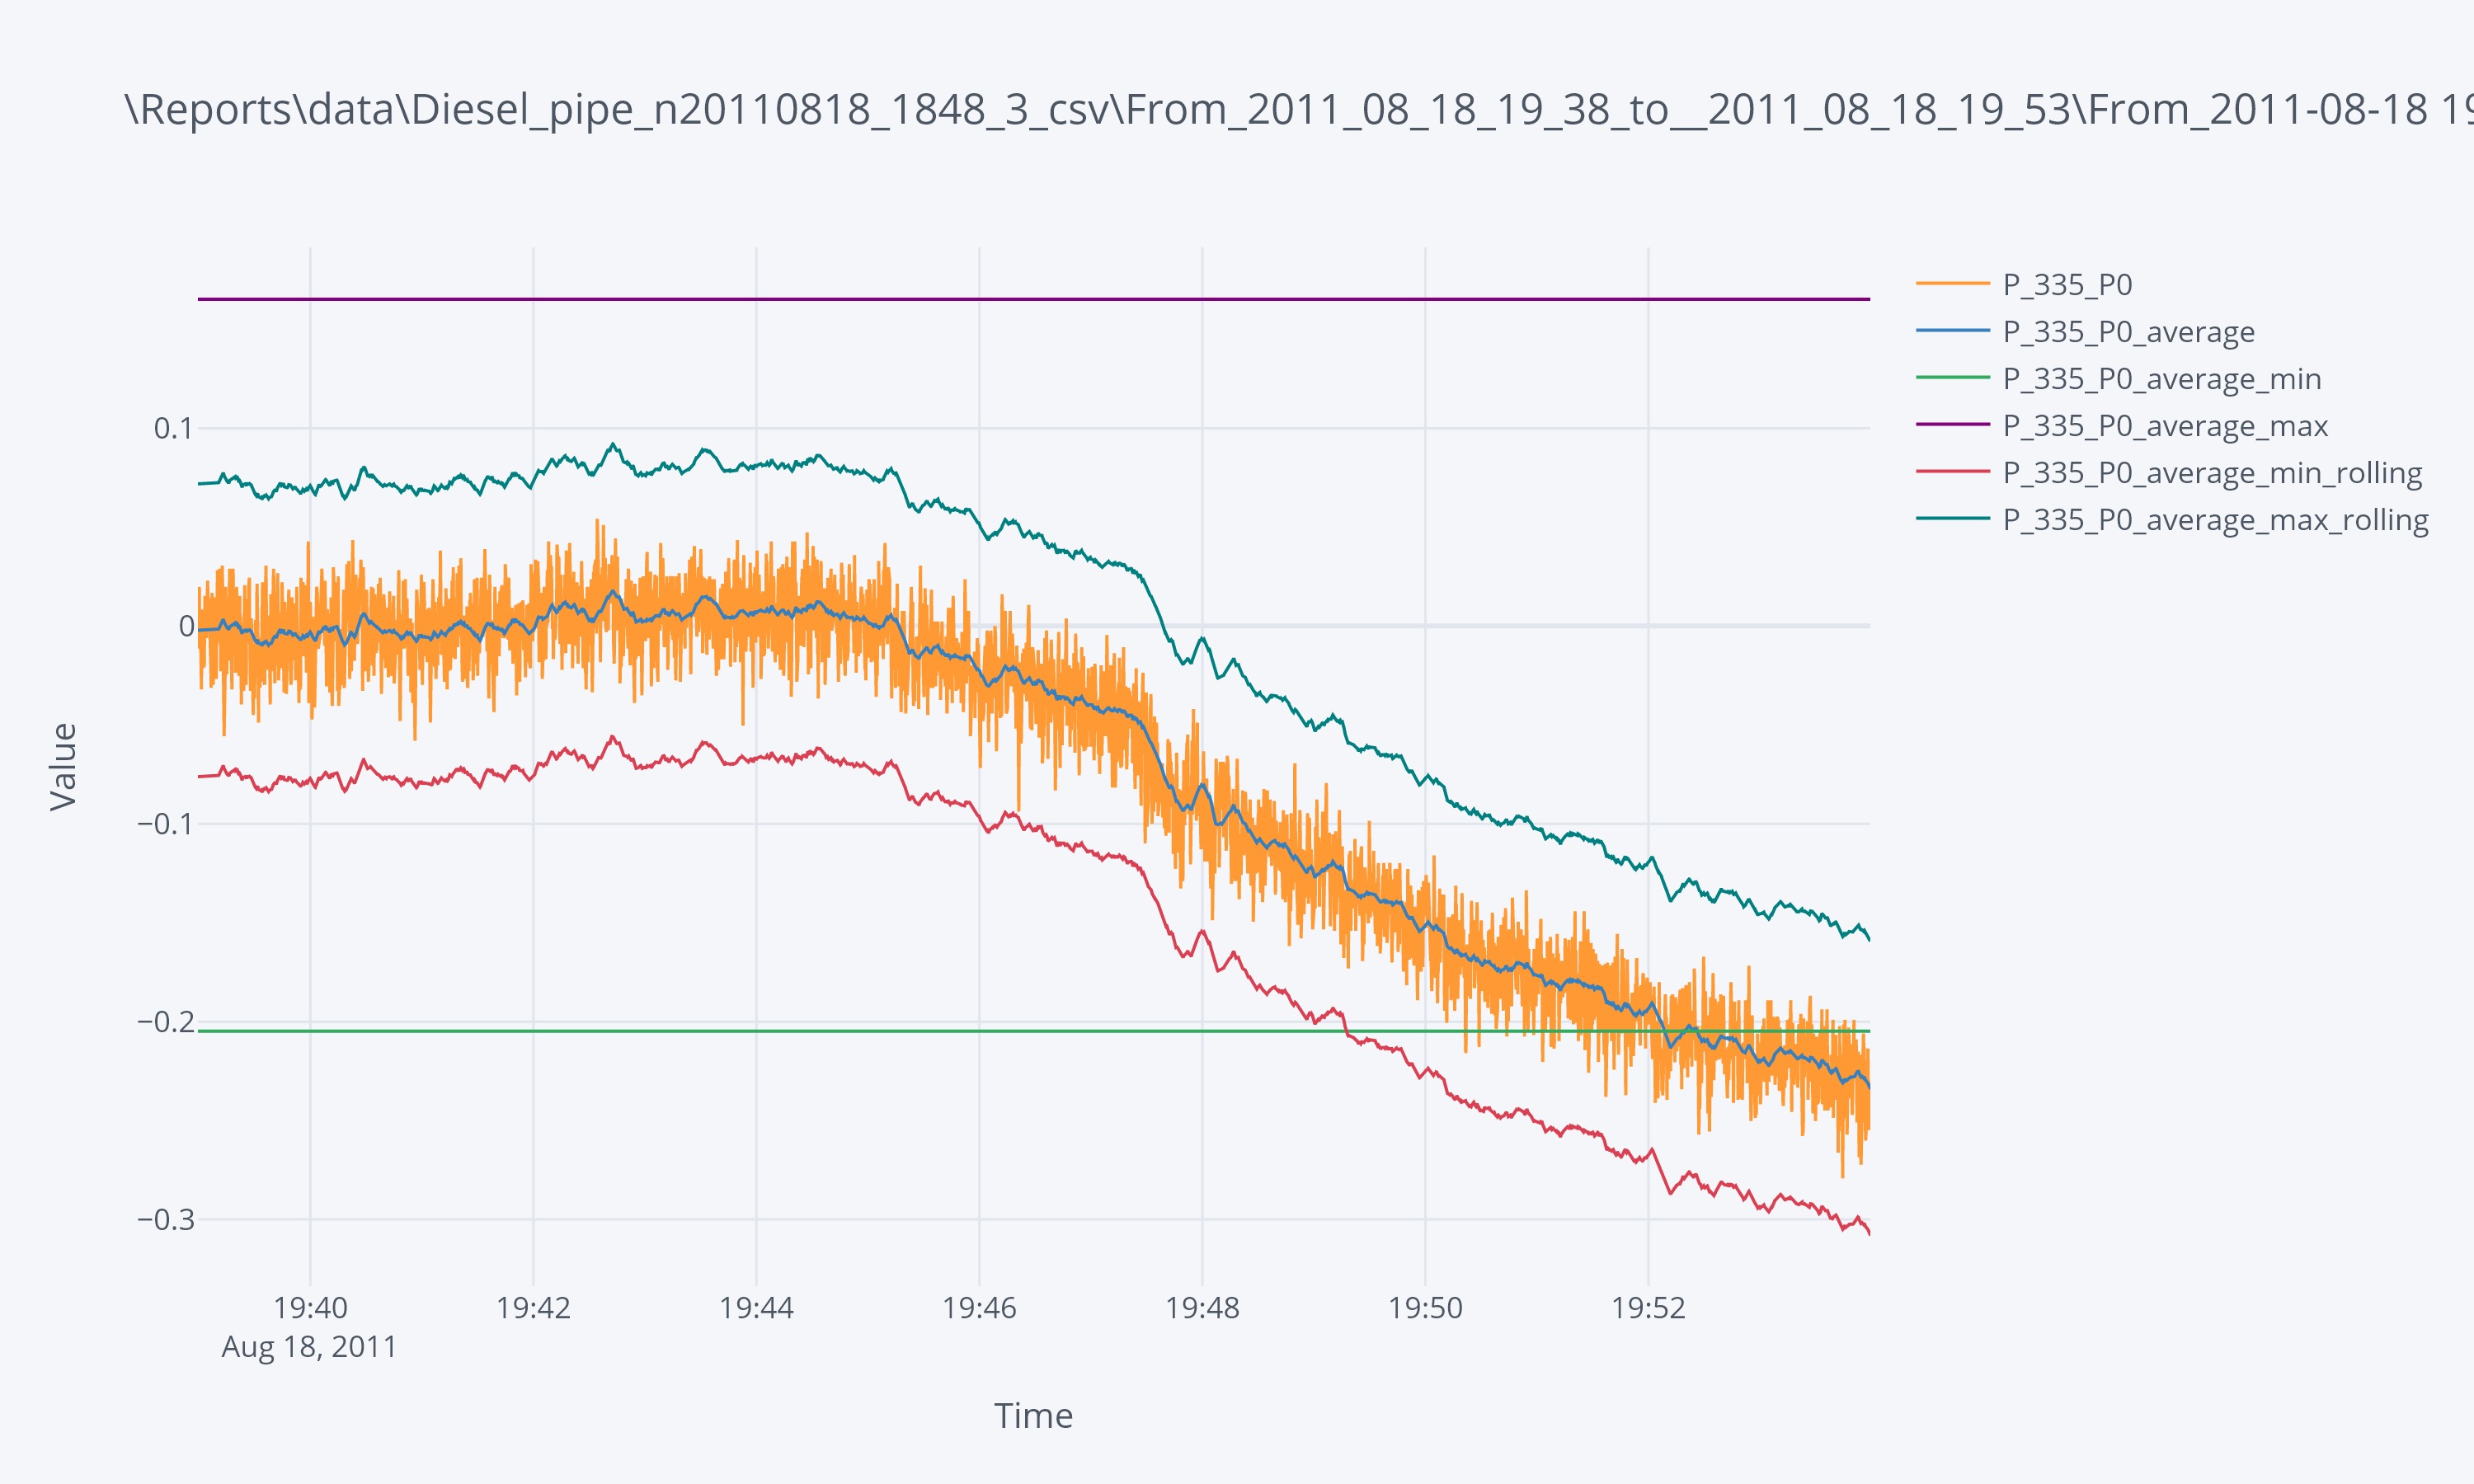 \Reports\data\Diesel_pipe_n20110818_1848_3_csv\From_2011_08_18_19_38_to__2011_08_18_19_53\From_2011-08-18 19
P_335_P0
P_335_P0_average
P_335_P0_average_min
P_335_P0_average_max
P_335_P0_average_min_rolling
P_335_P0_average_max_rolling
0.1
0
−0.1
−0.2
−0.3
Value
19:40 19:42 19:44 19:46 19:48 19:50 19:52
Aug 18, 2011
Time